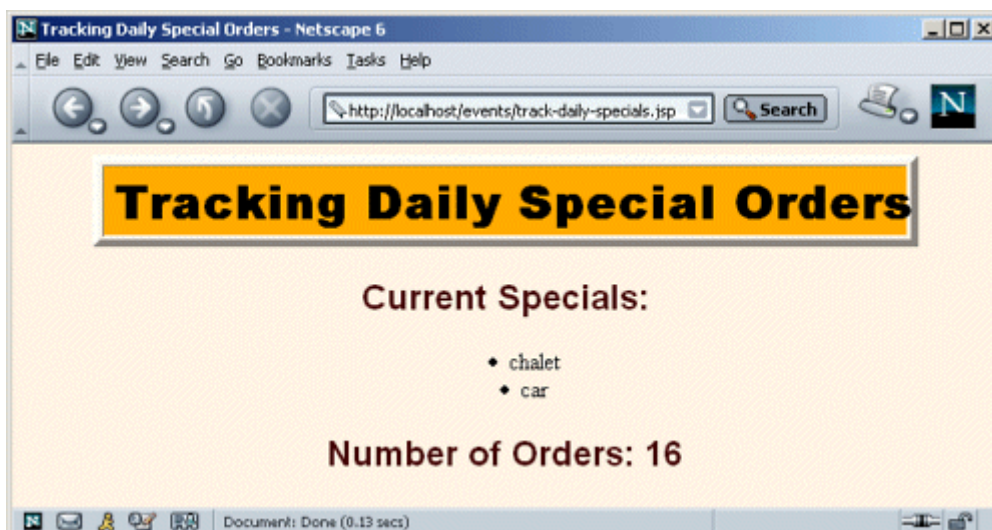 Tracking Daily Special Orders - Netscape 6
File Edit View Search Go Bookmarks Tasks Help
http://localhost/events/track-daily-specials.jsp Search N
Tracking Daily Special Orders
Current Specials:
• chalet
• car
Number of Orders: 16
Document: Done (0.13 secs)